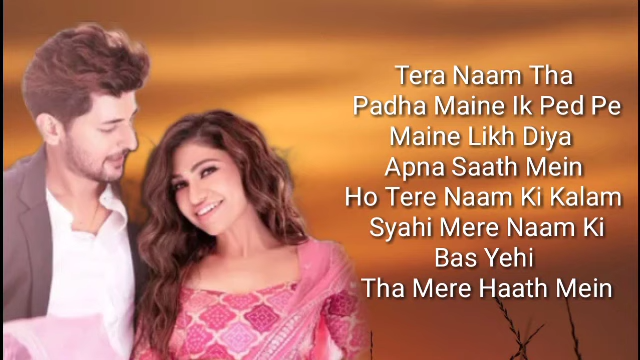 Tera Naam Tha
Padha Maine Ik Ped Pe
Maine Likh Diya
Apna Saath Mein
Ho Tere Naam Ki Kalam
Syahi Mere Naam Ki
Bas Yehi
Tha Mere Haath Mein